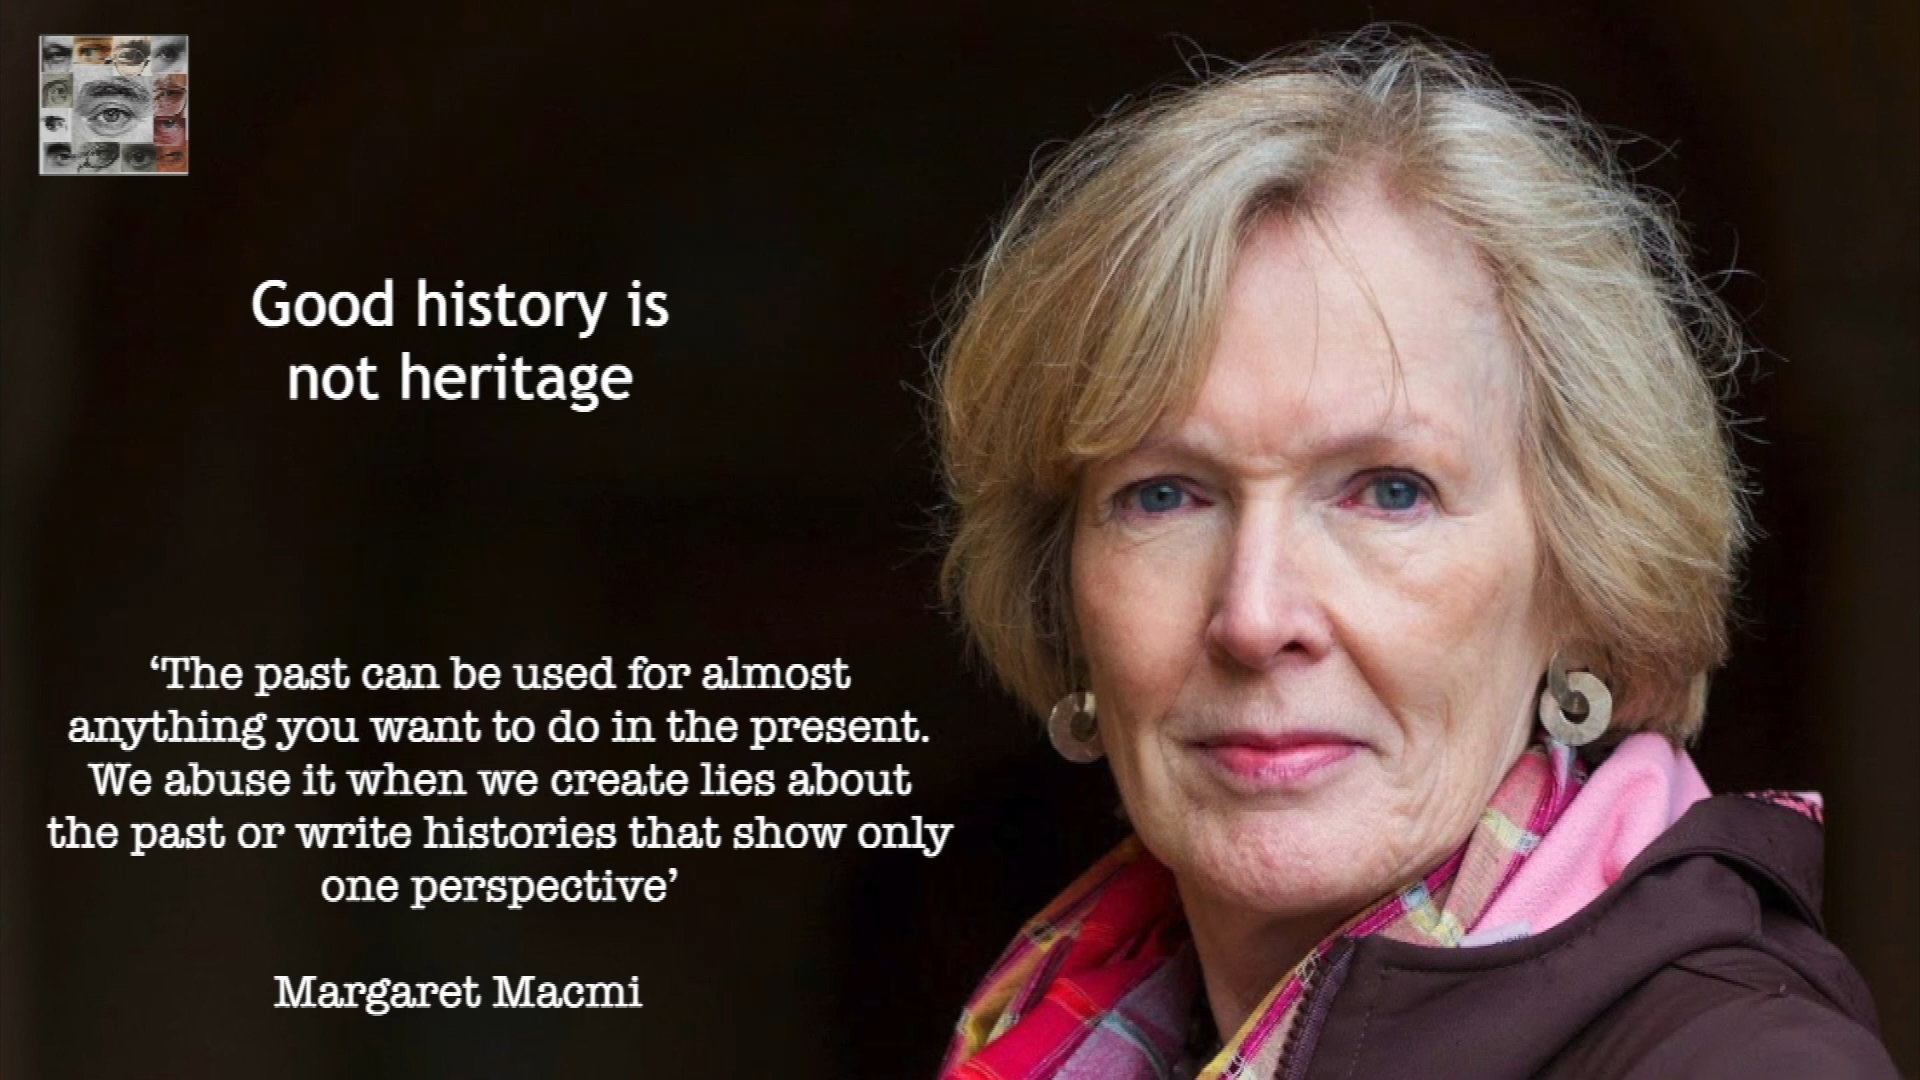 Good history is
not heritage
‘The past can be used for almost
anything you want to do in the present.
We abuse it when we create lies about
the past or write histories that show only
one perspective’
Margaret Macmi